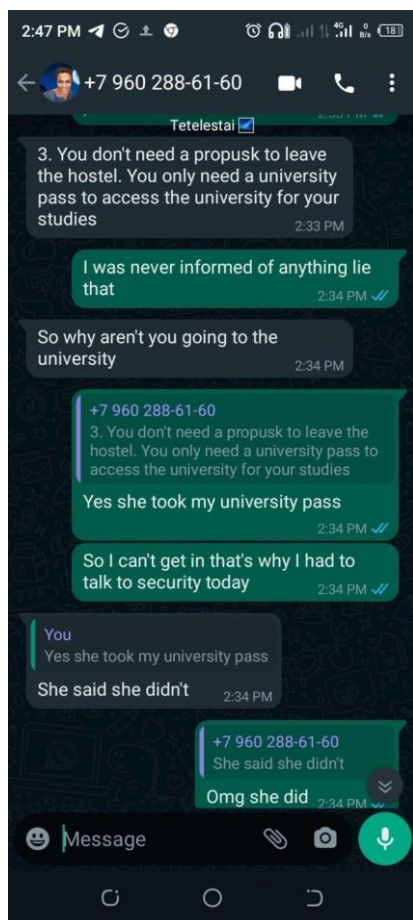 2:47 PM
4G
B/s
18
+7 960 288-61-60
Tetelestai
3. You don't need a propusk to leave
the hostel. You only need a university
pass to access the university for your
studies
2:33 PM
I was never informed of anything lie
that
2:34 PM
So why aren't you going to the
university
2:34 PM
+7 960 288-61-60
3. You don't need a propusk to leave the
hostel. You only need a university pass to
access the university for your studies
Yes she took my university pass
2:34 PM
So I can't get in that's why I had to
talk to security today
2:34 PM
You
Yes she took my university pass
She said she didn't
2:34 PM
+7 960 288-61-60
She said she didn't
Omg she did
2:34 PM
Message